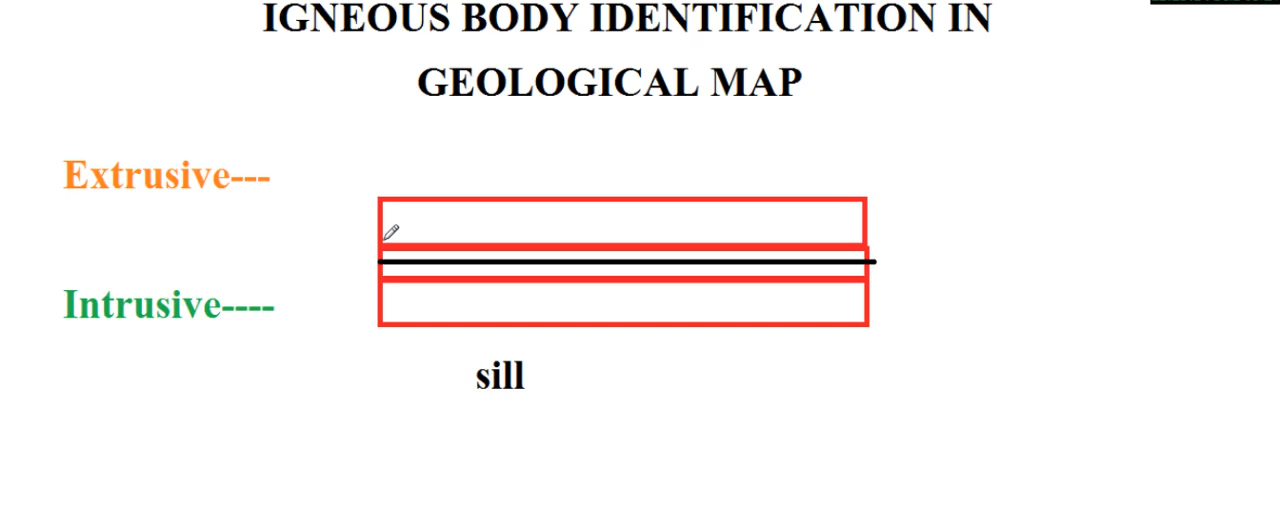 IGNEOUS BODY IDENTIFICATION IN
GEOLOGICAL MAP
Extrusive---
Intrusive----
sill